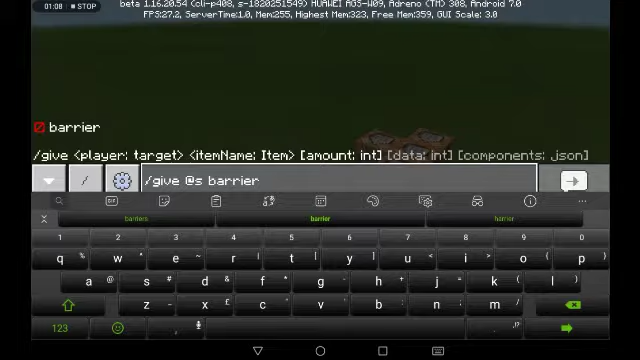 01:08 ■ STOP
beta 1.16.20.54 (cli-p408, s-1820251549) HUAWEI AGS-W09, Adreno (TM) 308, Android 7.0
FPS:27.2, ServerTime:1.0, Mem:255, Highest Mem:323, Free Mem:359, GUI Scale: 3.0
barrier
/give <player: target> <itemName: Item> [amount: int] [data: int] [components: json]
/ /give @s barrier
GIF
barriers barrier harrier
1 2 3 4 5 6 7 8 9 0
q % w ^ e ~ r | t [ y ] u < i > o { p }
a @ s # d & f * g - h + j = k ( l )
z x £ c " v ' b : n ; m /
123 , . ,!?